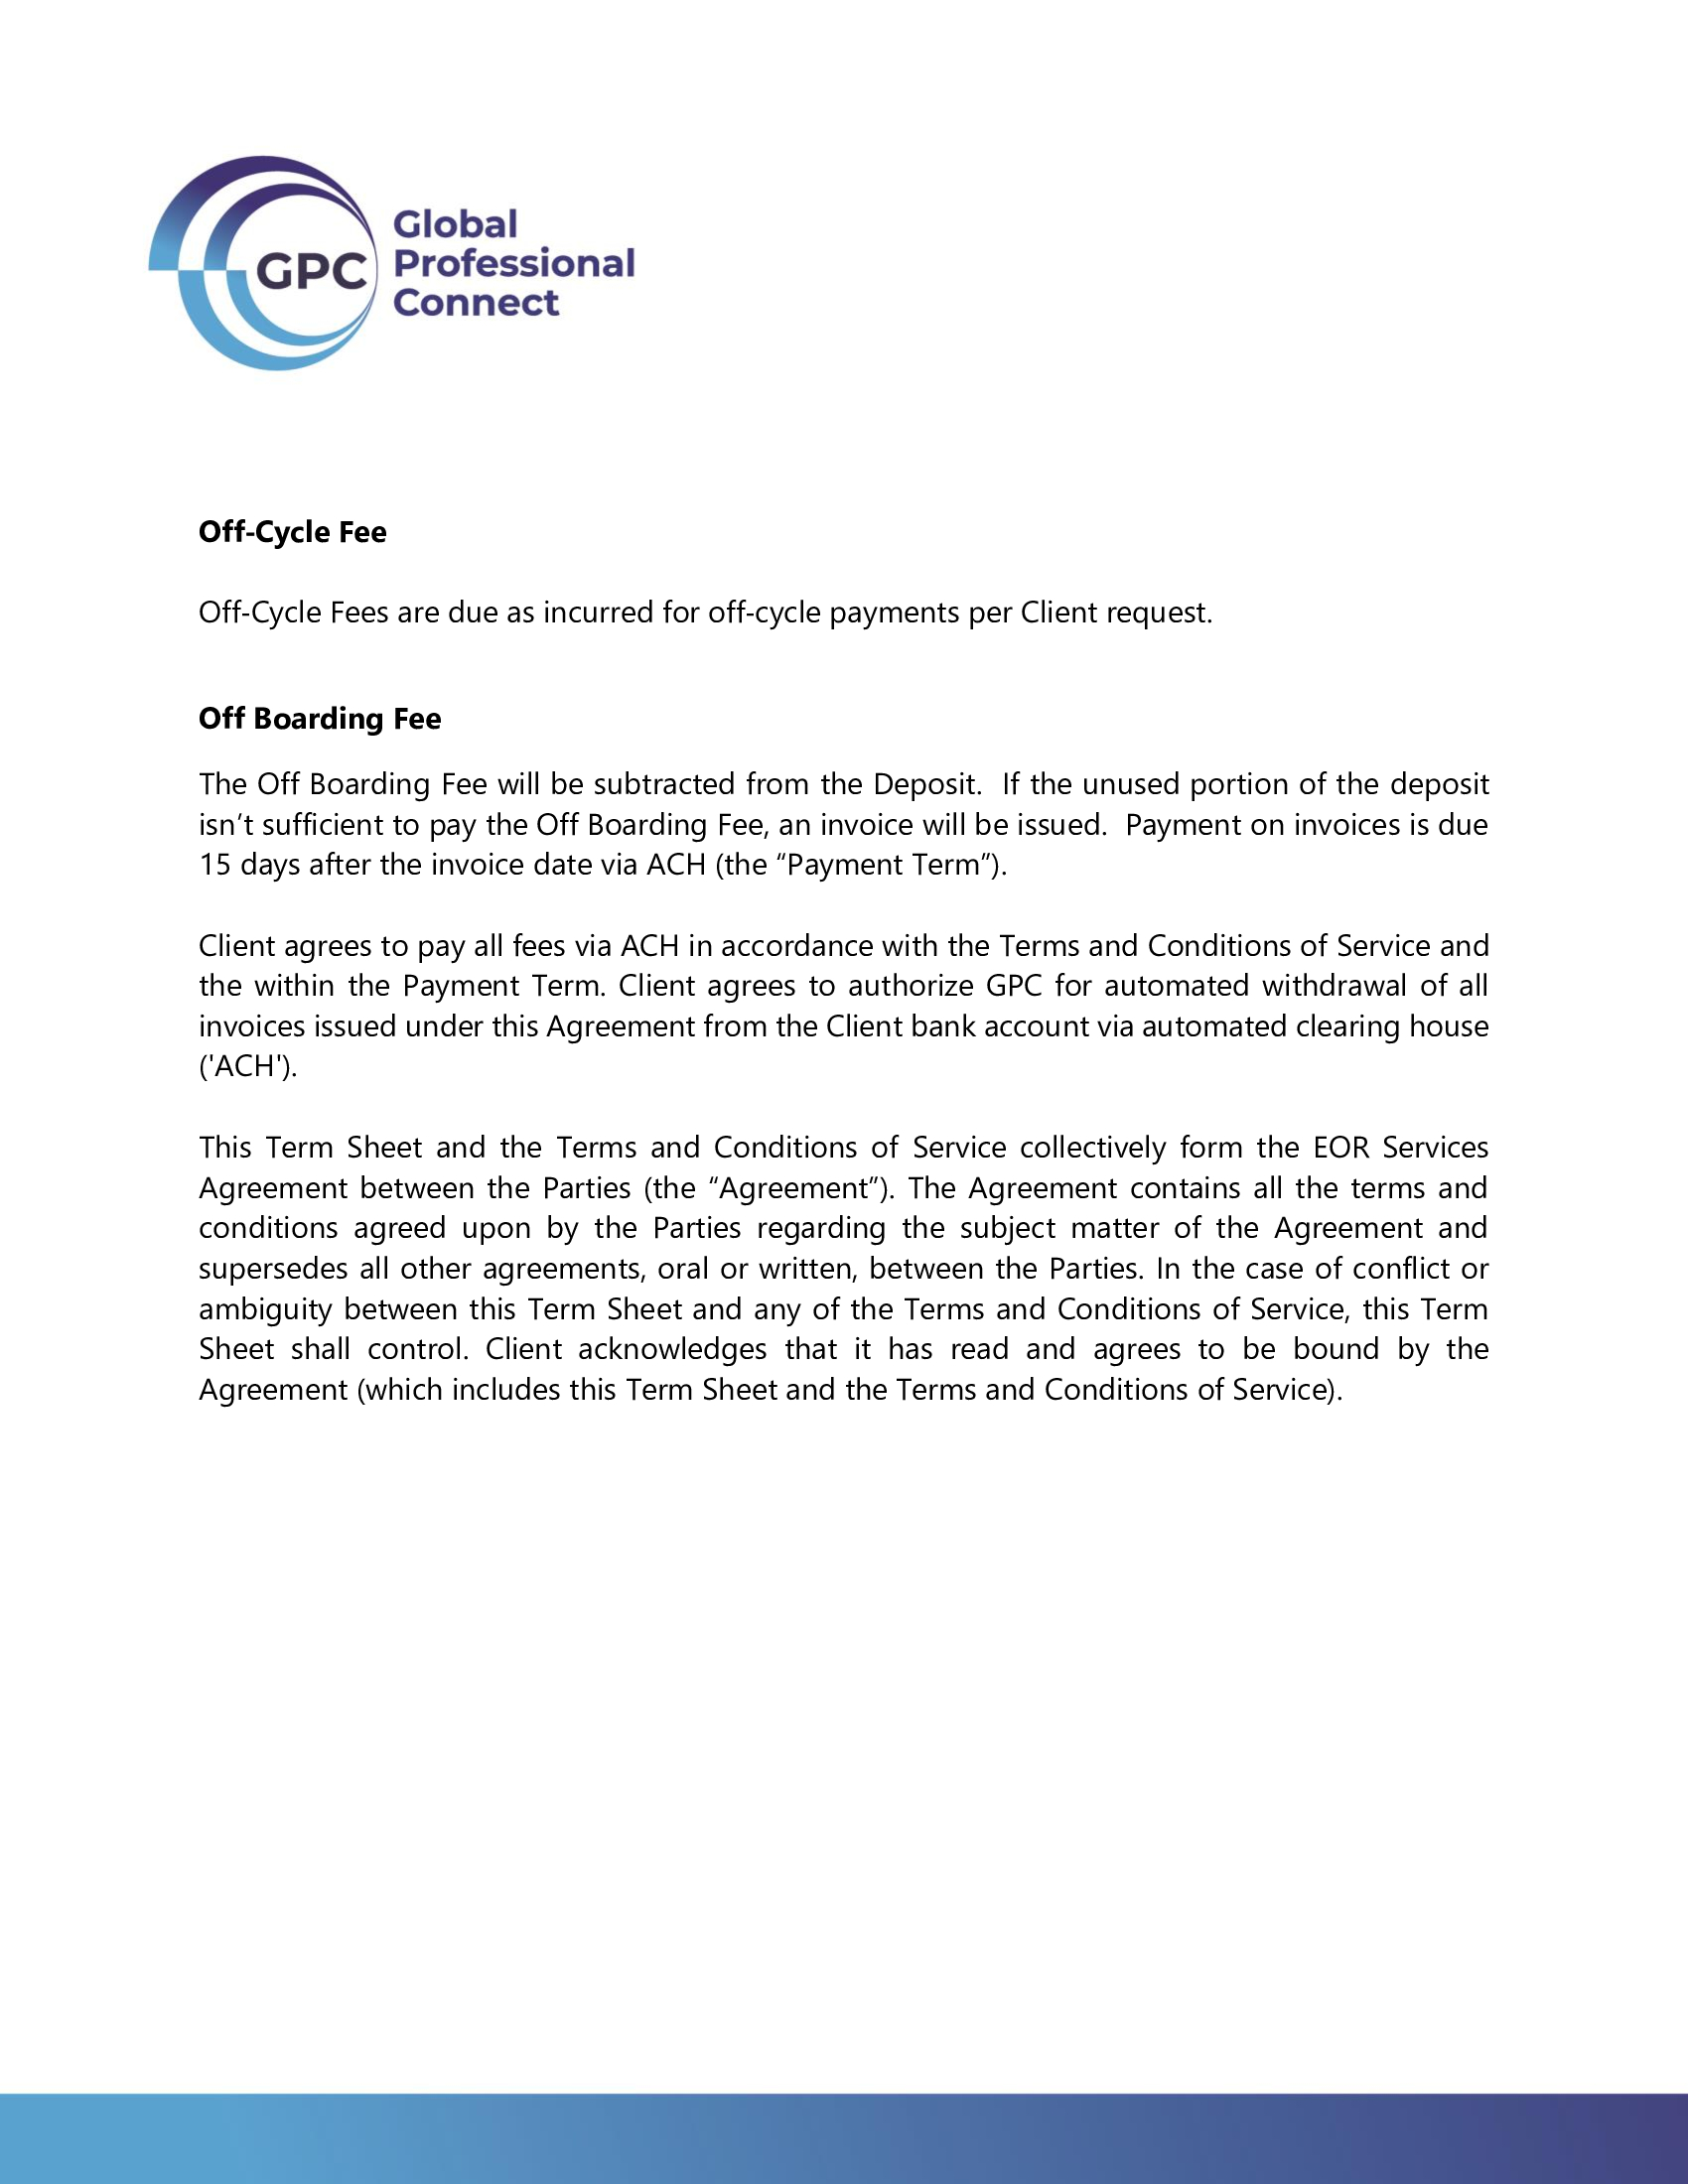 GPC
Global
Professional
Connect
Off-Cycle Fee
Off-Cycle Fees are due as incurred for off-cycle payments per Client request.
Off Boarding Fee
The Off Boarding Fee will be subtracted from the Deposit.  If the unused portion of the deposit
isn’t sufficient to pay the Off Boarding Fee, an invoice will be issued.  Payment on invoices is due
15 days after the invoice date via ACH (the “Payment Term”).
Client agrees to pay all fees via ACH in accordance with the Terms and Conditions of Service and
the within the Payment Term. Client agrees to authorize GPC for automated withdrawal of all
invoices issued under this Agreement from the Client bank account via automated clearing house
('ACH').
This Term Sheet and the Terms and Conditions of Service collectively form the EOR Services
Agreement between the Parties (the “Agreement”). The Agreement contains all the terms and
conditions agreed upon by the Parties regarding the subject matter of the Agreement and
supersedes all other agreements, oral or written, between the Parties. In the case of conflict or
ambiguity between this Term Sheet and any of the Terms and Conditions of Service, this Term
Sheet shall control. Client acknowledges that it has read and agrees to be bound by the
Agreement (which includes this Term Sheet and the Terms and Conditions of Service).